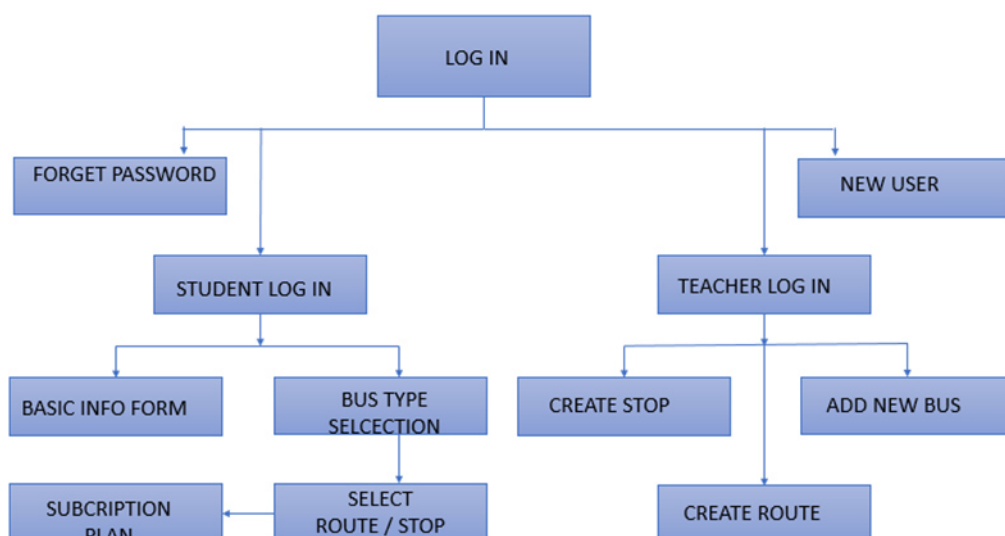 LOG IN
FORGET PASSWORD
NEW USER
STUDENT LOG IN
TEACHER LOG IN
BASIC INFO FORM
BUS TYPE
SELCECTION
CREATE STOP
ADD NEW BUS
SUBCRIPTION
PLAN
SELECT
ROUTE / STOP
CREATE ROUTE